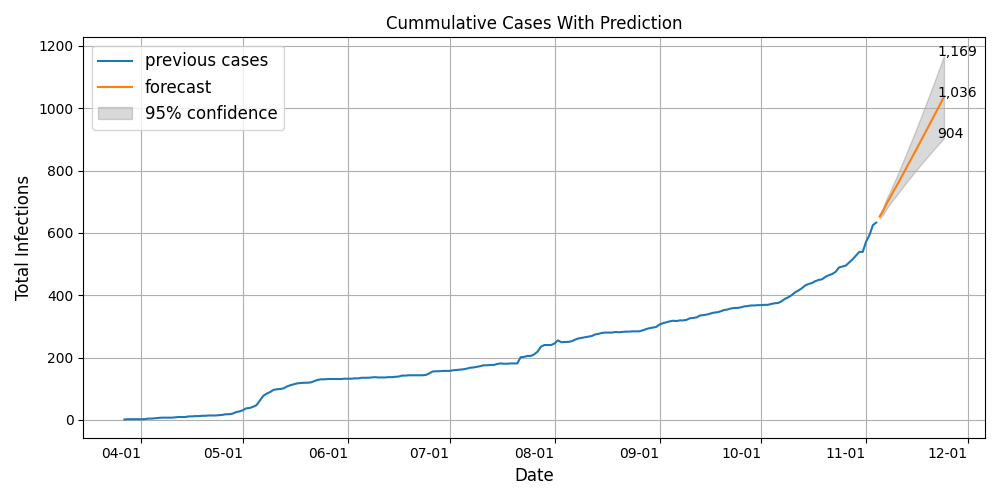 Cummulative Cases With Prediction
previous cases
forecast
95% confidence
1,169
1,036
904
1200
1000
800
600
400
200
0
Total Infections
04-01 05-01 06-01 07-01 08-01 09-01 10-01 11-01 12-01
Date